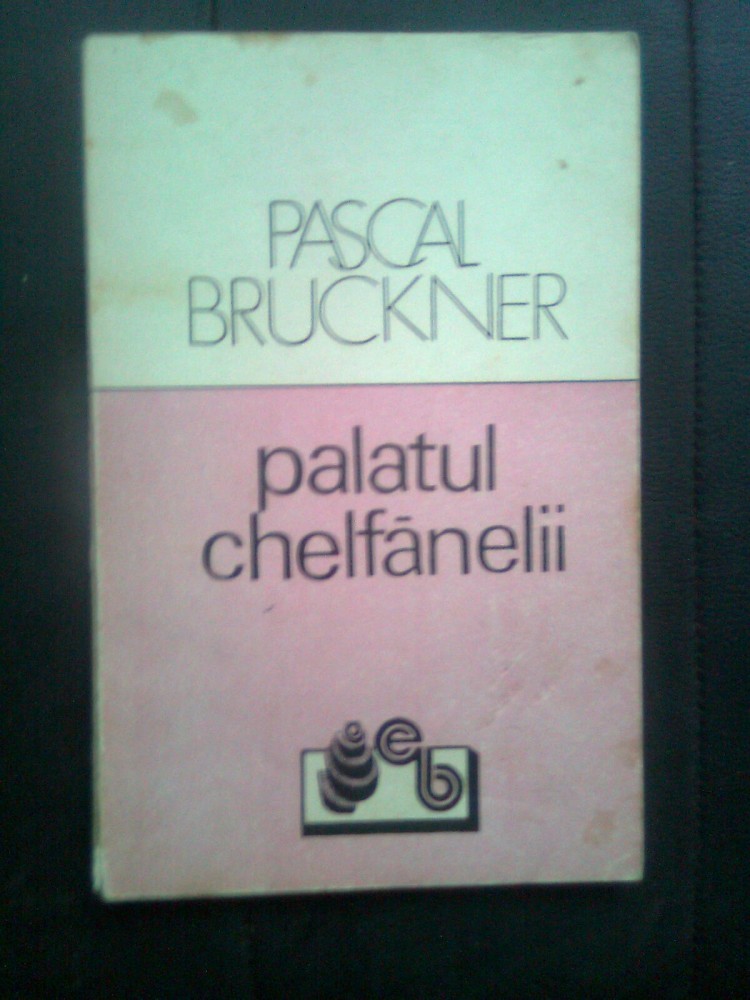 PASCAL
BRUCKNER
palatul
chelfănelii
eb